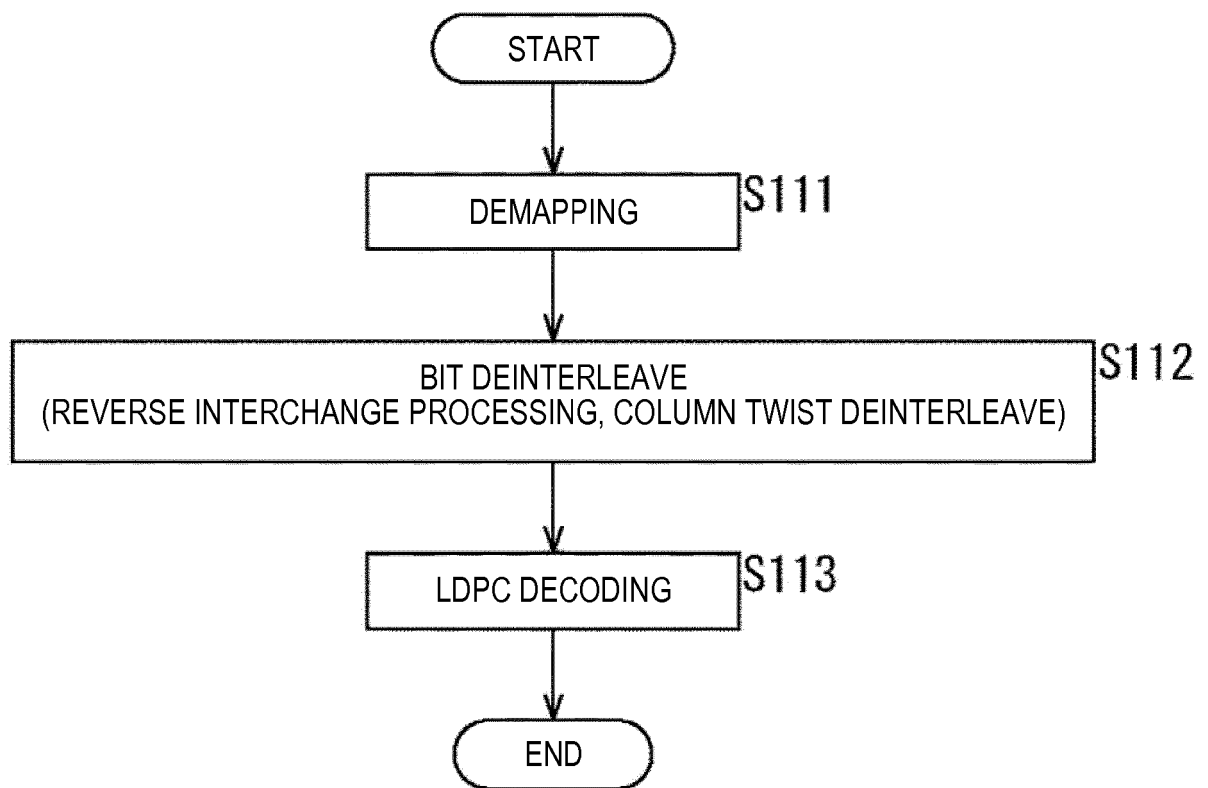 START
DEMAPPING
S111
BIT DEINTERLEAVE
(REVERSE INTERCHANGE PROCESSING, COLUMN TWIST DEINTERLEAVE)
S112
LDPC DECODING
S113
END